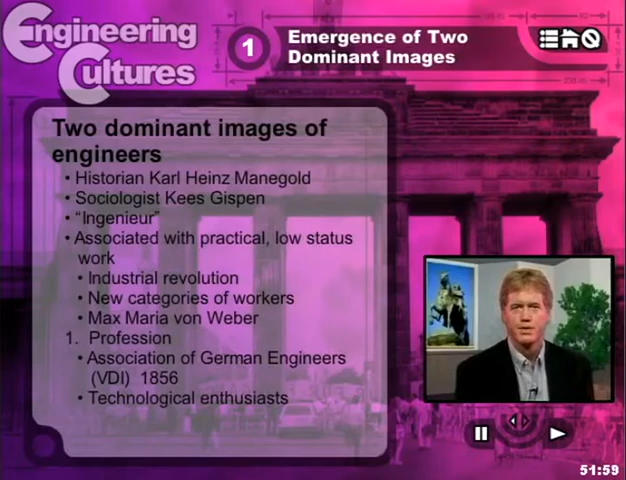 Engineering
Cultures
1
Emergence of Two
Dominant Images
Two dominant images of
engineers
• Historian Karl Heinz Manegold
• Sociologist Kees Gispen
• “Ingenieur”
• Associated with practical, low status
work
• Industrial revolution
• New categories of workers
• Max Maria von Weber
1. Profession
• Association of German Engineers
(VDI) 1856
• Technological enthusiasts
51:59